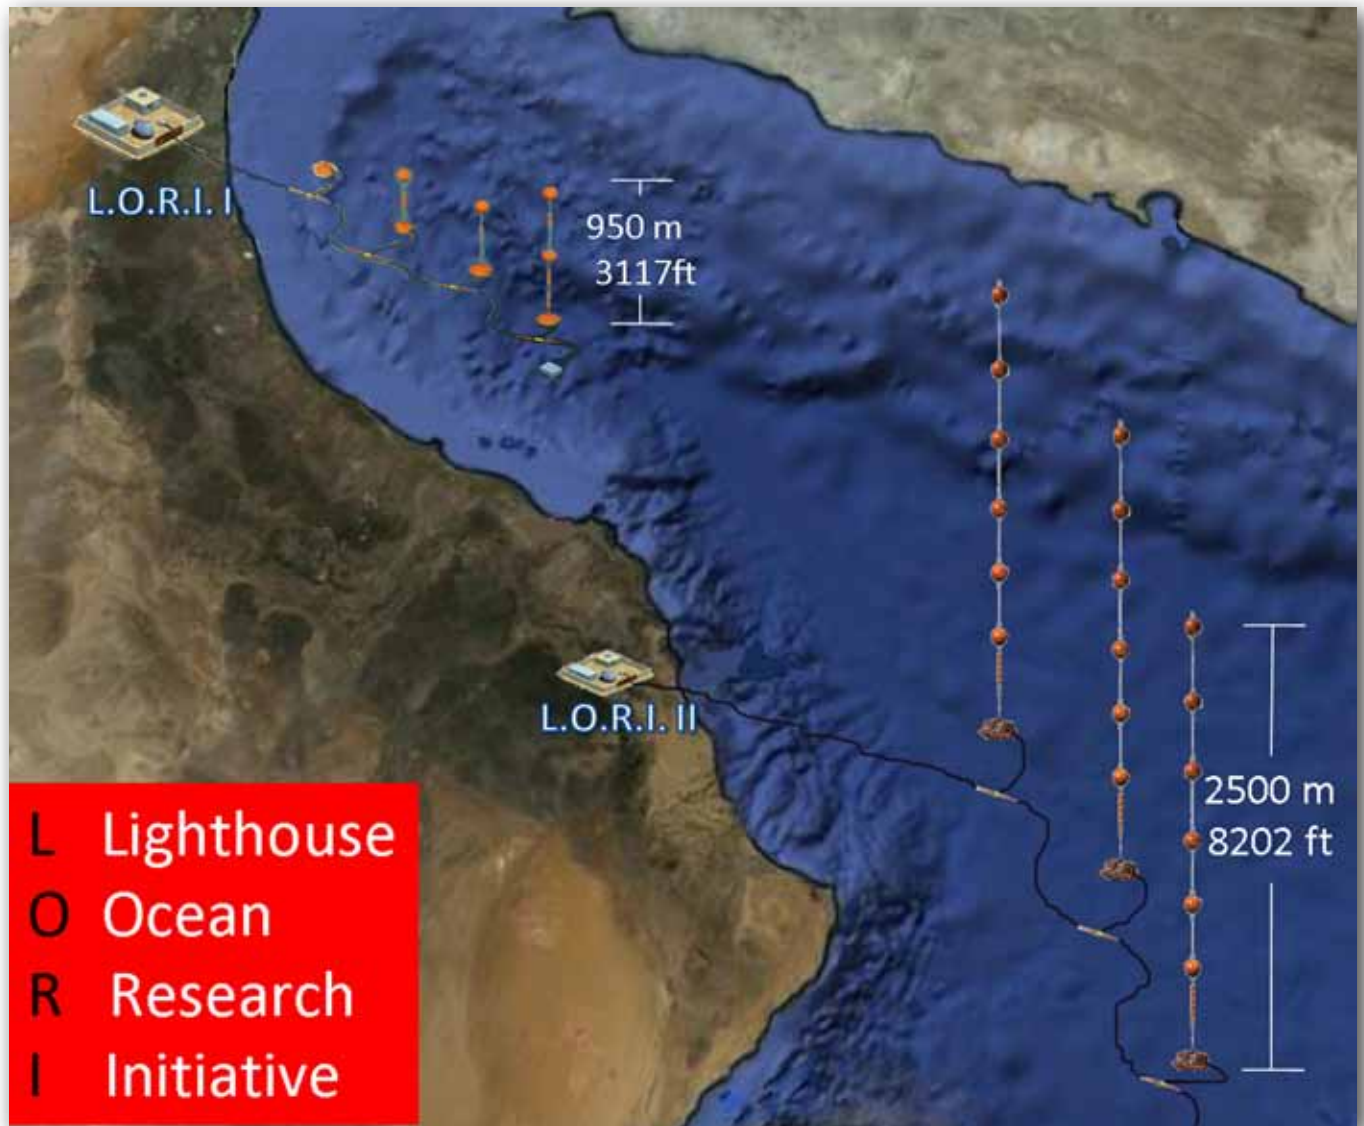 L.O.R.I. I
950 m
3117ft
L.O.R.I. II
2500 m
8202 ft
L Lighthouse
O Ocean
R Research
I Initiative